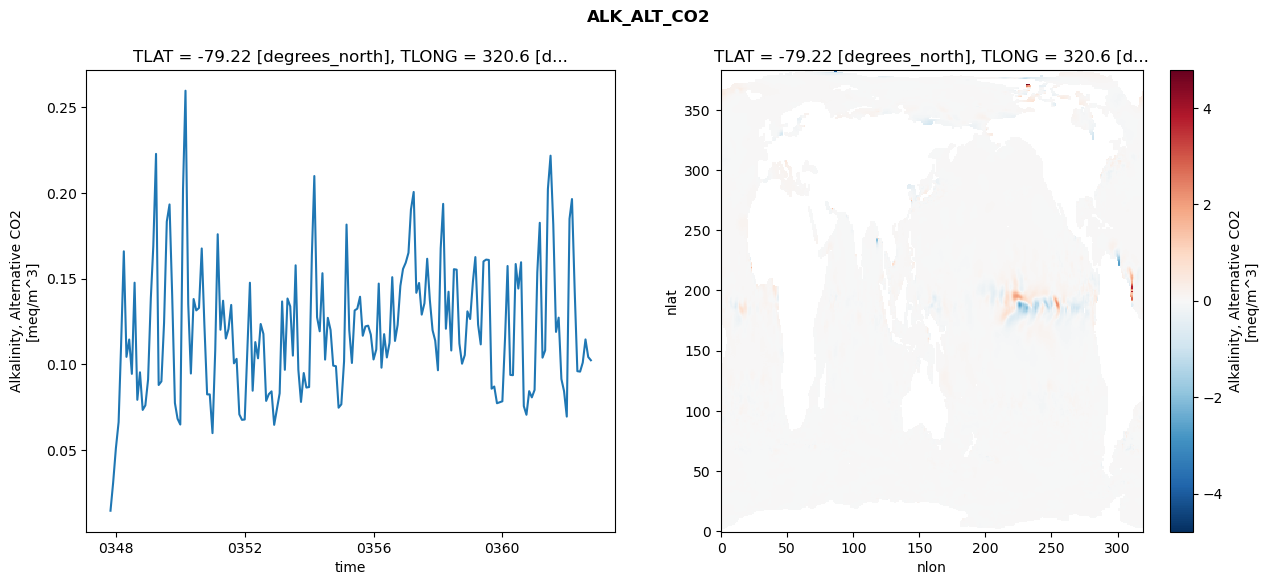 ALK_ALT_CO2
TLAT = -79.22 [degrees_north], TLONG = 320.6 [d...
Alkalinity, Alternative CO2
[meq/m^3]
0.25
0.20
0.15
0.10
0.05
0348
0352
0356
0360
time
TLAT = -79.22 [degrees_north], TLONG = 320.6 [d...
nlat
350
300
250
200
150
100
50
0
0
50
100
150
200
250
300
nlon
4
2
0
−2
−4
Alkalinity, Alternative CO2
[meq/m^3]